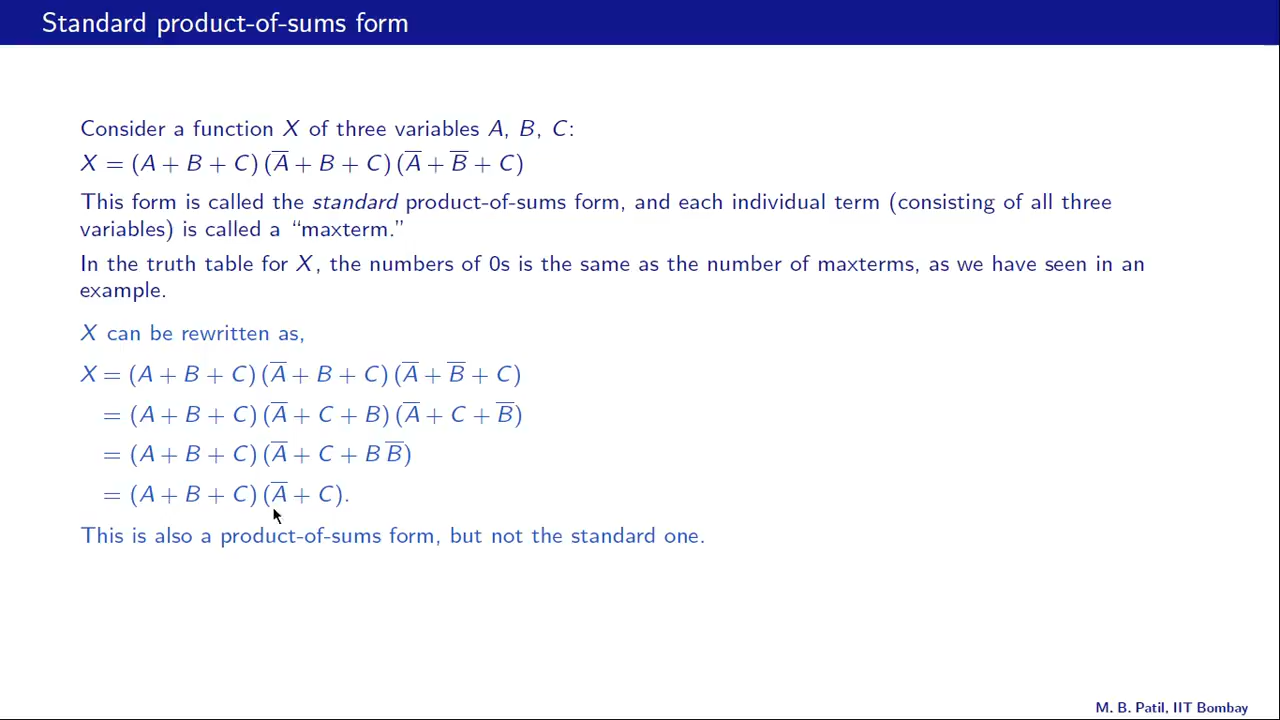 Standard product-of-sums form
Consider a function X of three variables A, B, C:
X = (A + B + C) (A̅ + B + C) (A̅ + B̅ + C)
This form is called the standard product-of-sums form, and each individual term (consisting of all three
variables) is called a “maxterm.”
In the truth table for X, the numbers of 0s is the same as the number of maxterms, as we have seen in an
example.
X can be rewritten as,
X = (A + B + C) (A̅ + B + C) (A̅ + B̅ + C)
= (A + B + C) (A̅ + C + B) (A̅ + C + B̅)
= (A + B + C) (A̅ + C + B B̅)
= (A + B + C) (A̅ + C).
This is also a product-of-sums form, but not the standard one.
M. B. Patil, IIT Bombay